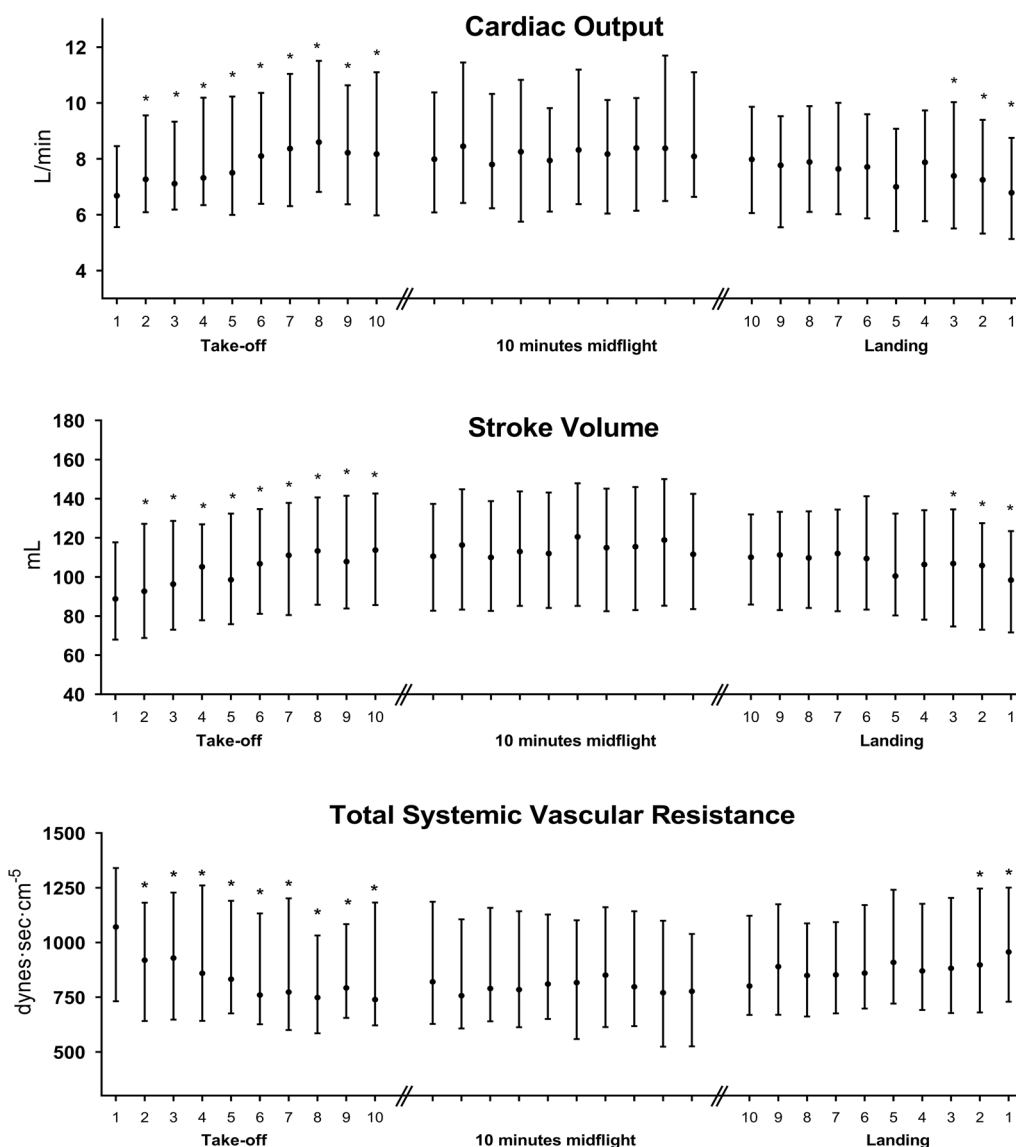 Cardiac Output
12
10
8
6
4
L/min
* * * * * * * * * * * *
1 2 3 4 5 6 7 8 9 10 10 9 8 7 6 5 4 3 2 1
Take-off 10 minutes midflight Landing
Stroke Volume
180
160
140
120
100
80
60
40
mL
* * * * * * * * * * * *
1 2 3 4 5 6 7 8 9 10 10 9 8 7 6 5 4 3 2 1
Take-off 10 minutes midflight Landing
Total Systemic Vascular Resistance
1500
1250
1000
750
500
dynes·sec·cm⁻⁵
* * * * * * * * * * *
1 2 3 4 5 6 7 8 9 10 10 9 8 7 6 5 4 3 2 1
Take-off 10 minutes midflight Landing